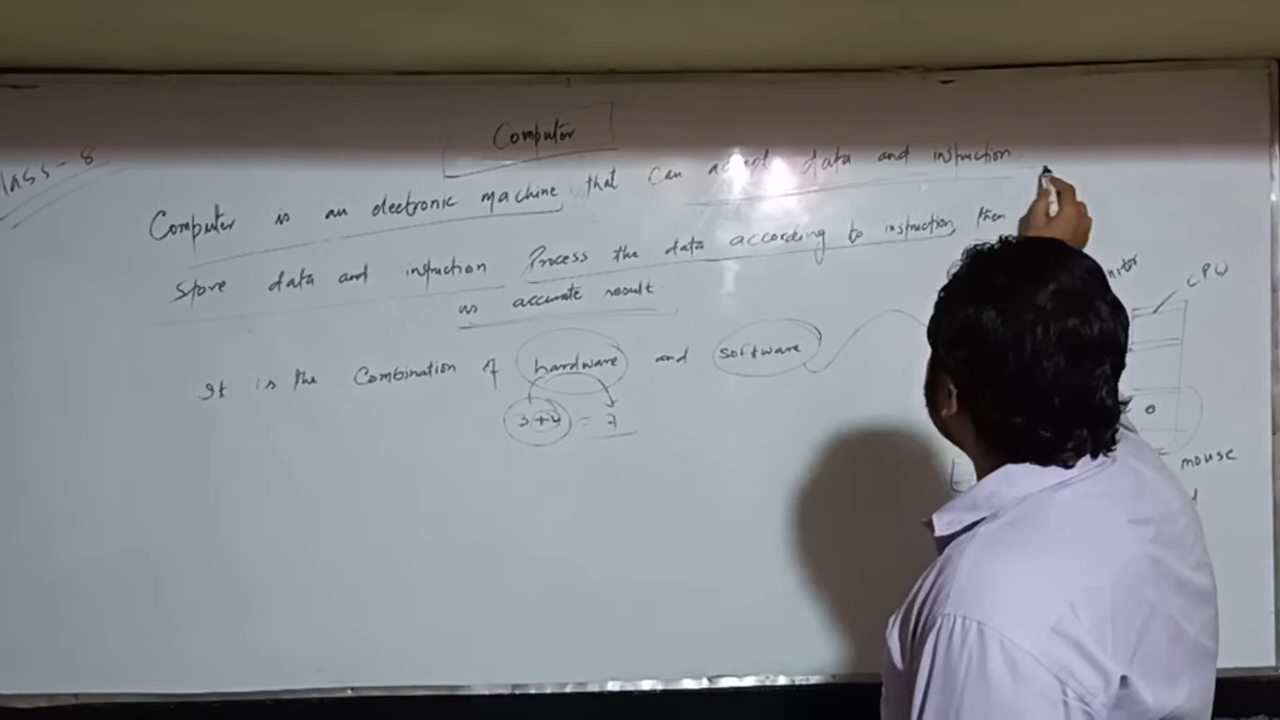 Computer
Class - 8
Computer is an electronic machine, that can accept data and instruction
Store data and instruction Process the data according to instruction, then
us accurate result
It is the Combination of hardware and software
3+4 = 7
CPU
mouse